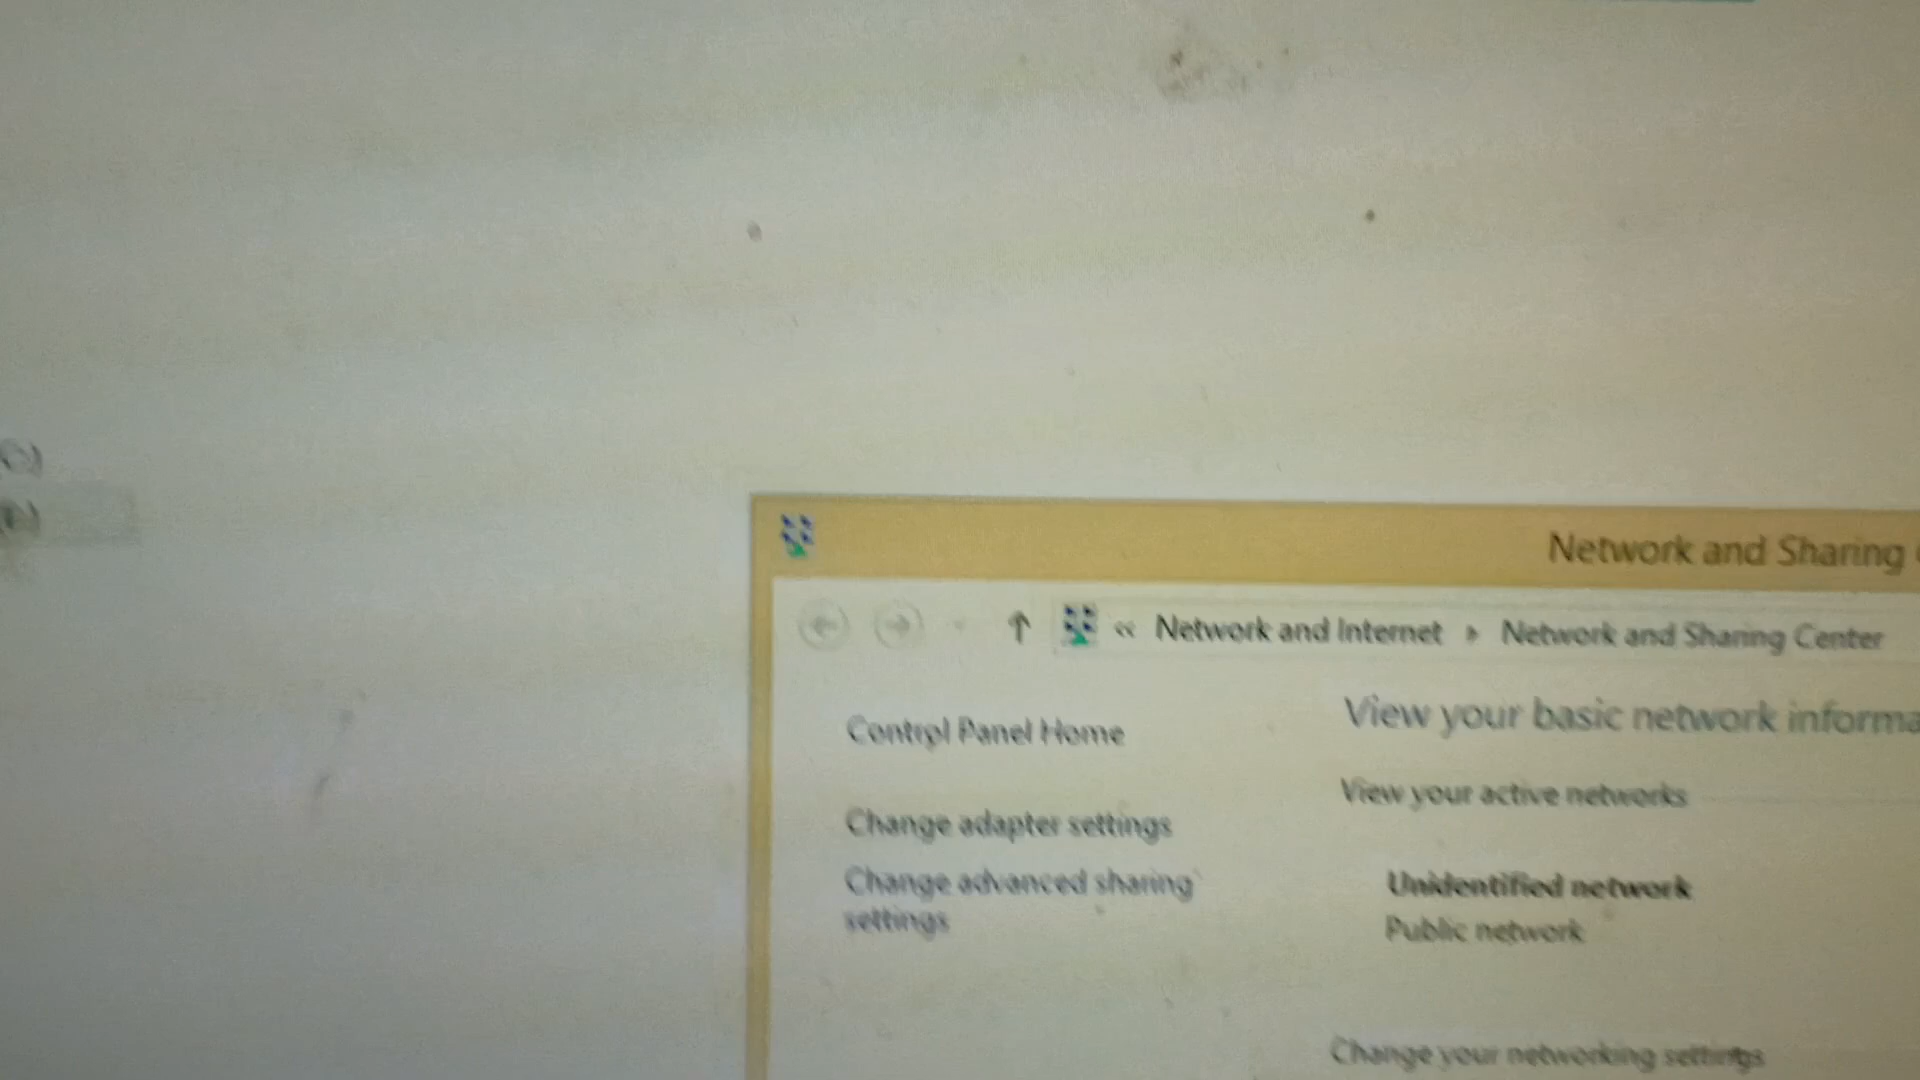 Network and Sharing
« Network and Internet ▸ Network and Sharing Center
Control Panel Home
Change adapter settings
Change advanced sharing
settings
View your basic network informa
View your active networks
Unidentified network
Public network
Change your networking settings